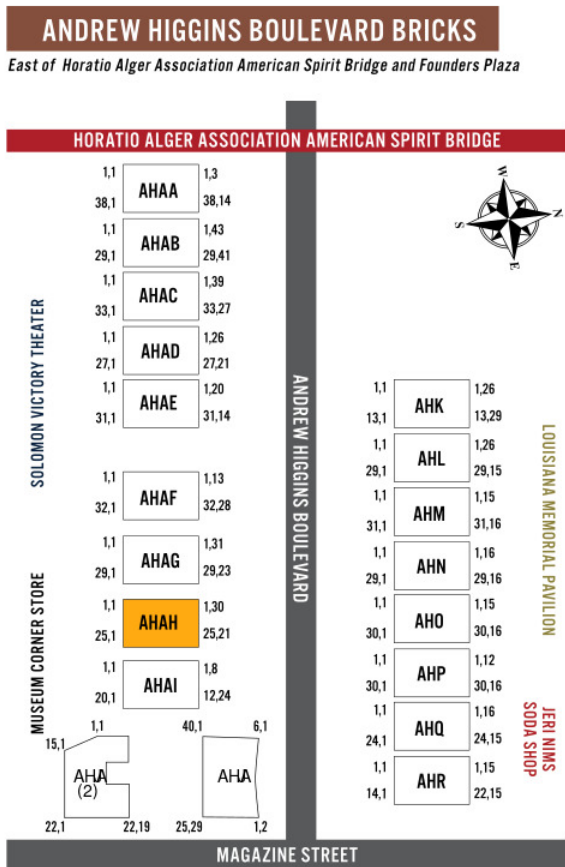 ANDREW HIGGINS BOULEVARD BRICKS
East of Horatio Alger Association American Spirit Bridge and Founders Plaza
HORATIO ALGER ASSOCIATION AMERICAN SPIRIT BRIDGE
W
N
S
E
SOLOMON VICTORY THEATER
MUSEUM CORNER STORE
1,1 1,3
AHAA
38,1 38,14
1,1 1,43
AHAB
29,1 29,41
1,1 1,39
AHAC
33,1 33,27
1,1 1,26
AHAD
27,1 27,21
1,1 1,20
AHAE
31,1 31,14
1,1 1,13
AHAF
32,1 32,28
1,1 1,31
AHAG
29,1 29,23
1,1 1,30
AHAH
25,1 25,21
1,1 1,8
AHAI
20,1 12,24
1,1
15,1
AHJA
(2)
22,1 22,19
40,1 6,1
AHJA
25,29 1,2
ANDREW HIGGINS BOULEVARD
1,1 1,26
AHK
13,1 13,29
1,1 1,26
AHL
29,1 29,15
1,1 1,15
AHM
31,1 31,16
1,1 1,16
AHN
29,1 29,16
1,1 1,15
AHO
30,1 30,16
1,1 1,12
AHP
30,1 30,16
1,1 1,16
AHQ
24,1 24,15
1,1 1,15
AHR
14,1 22,15
LOUISIANA MEMORIAL PAVILION
JERI NIMS
SODA SHOP
MAGAZINE STREET